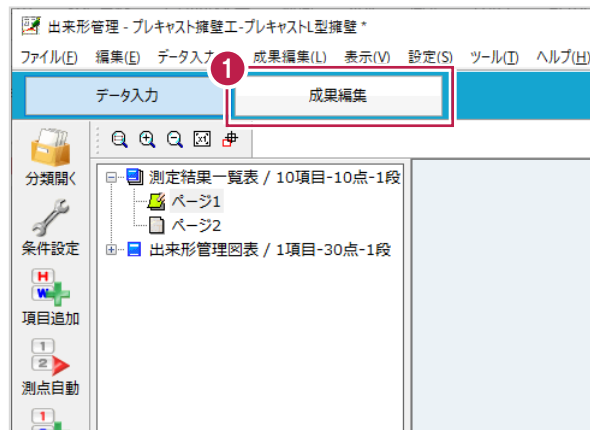 出来形管理 - プレキャスト擁壁工-プレキャストL型擁壁 *
ファイル(F) 編集(E) データ入力 成果編集(L) 表示(V) 設定(S) ツール(T) ヘルプ(H)
1
データ入力 成果編集
分類開く
測定結果一覧表 / 10項目-10点-1段
ページ1
ページ2
条件設定
出来形管理図表 / 1項目-30点-1段
H
W
項目追加
1
2
測点自動
1